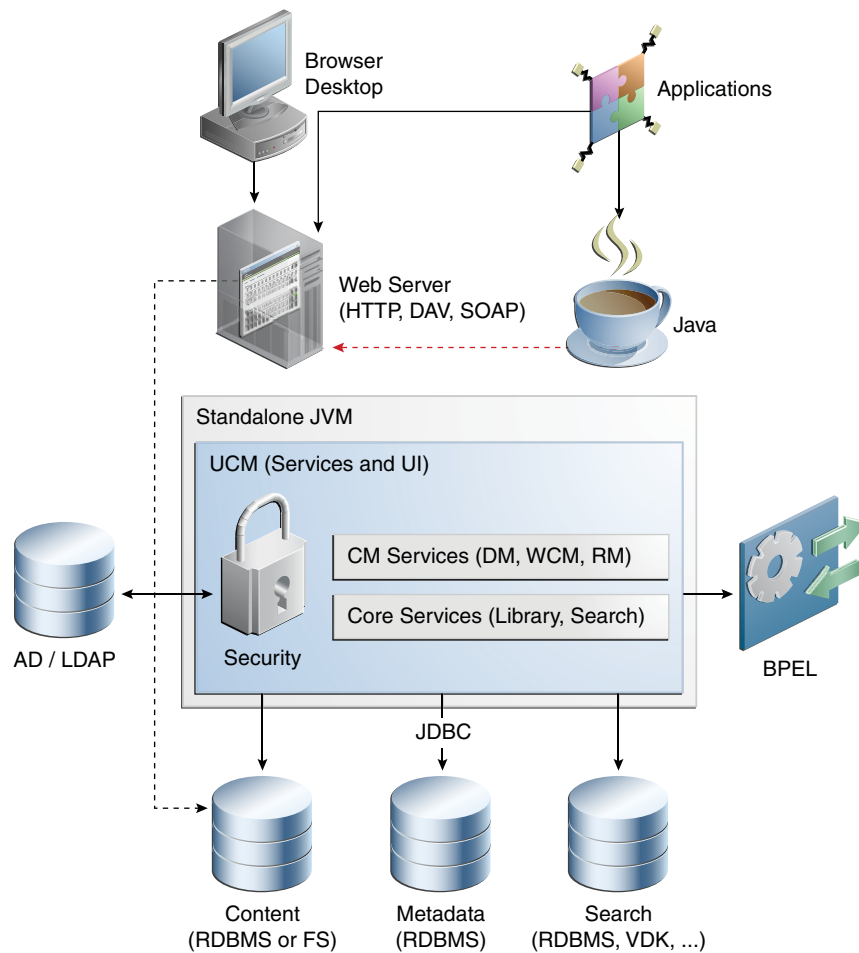 Browser
Desktop
Applications
Web Server
(HTTP, DAV, SOAP)
Java
Standalone JVM
UCM (Services and UI)
CM Services (DM, WCM, RM)
Core Services (Library, Search)
Security
AD / LDAP
BPEL
JDBC
Content
(RDBMS or FS)
Metadata
(RDBMS)
Search
(RDBMS, VDK, ...)